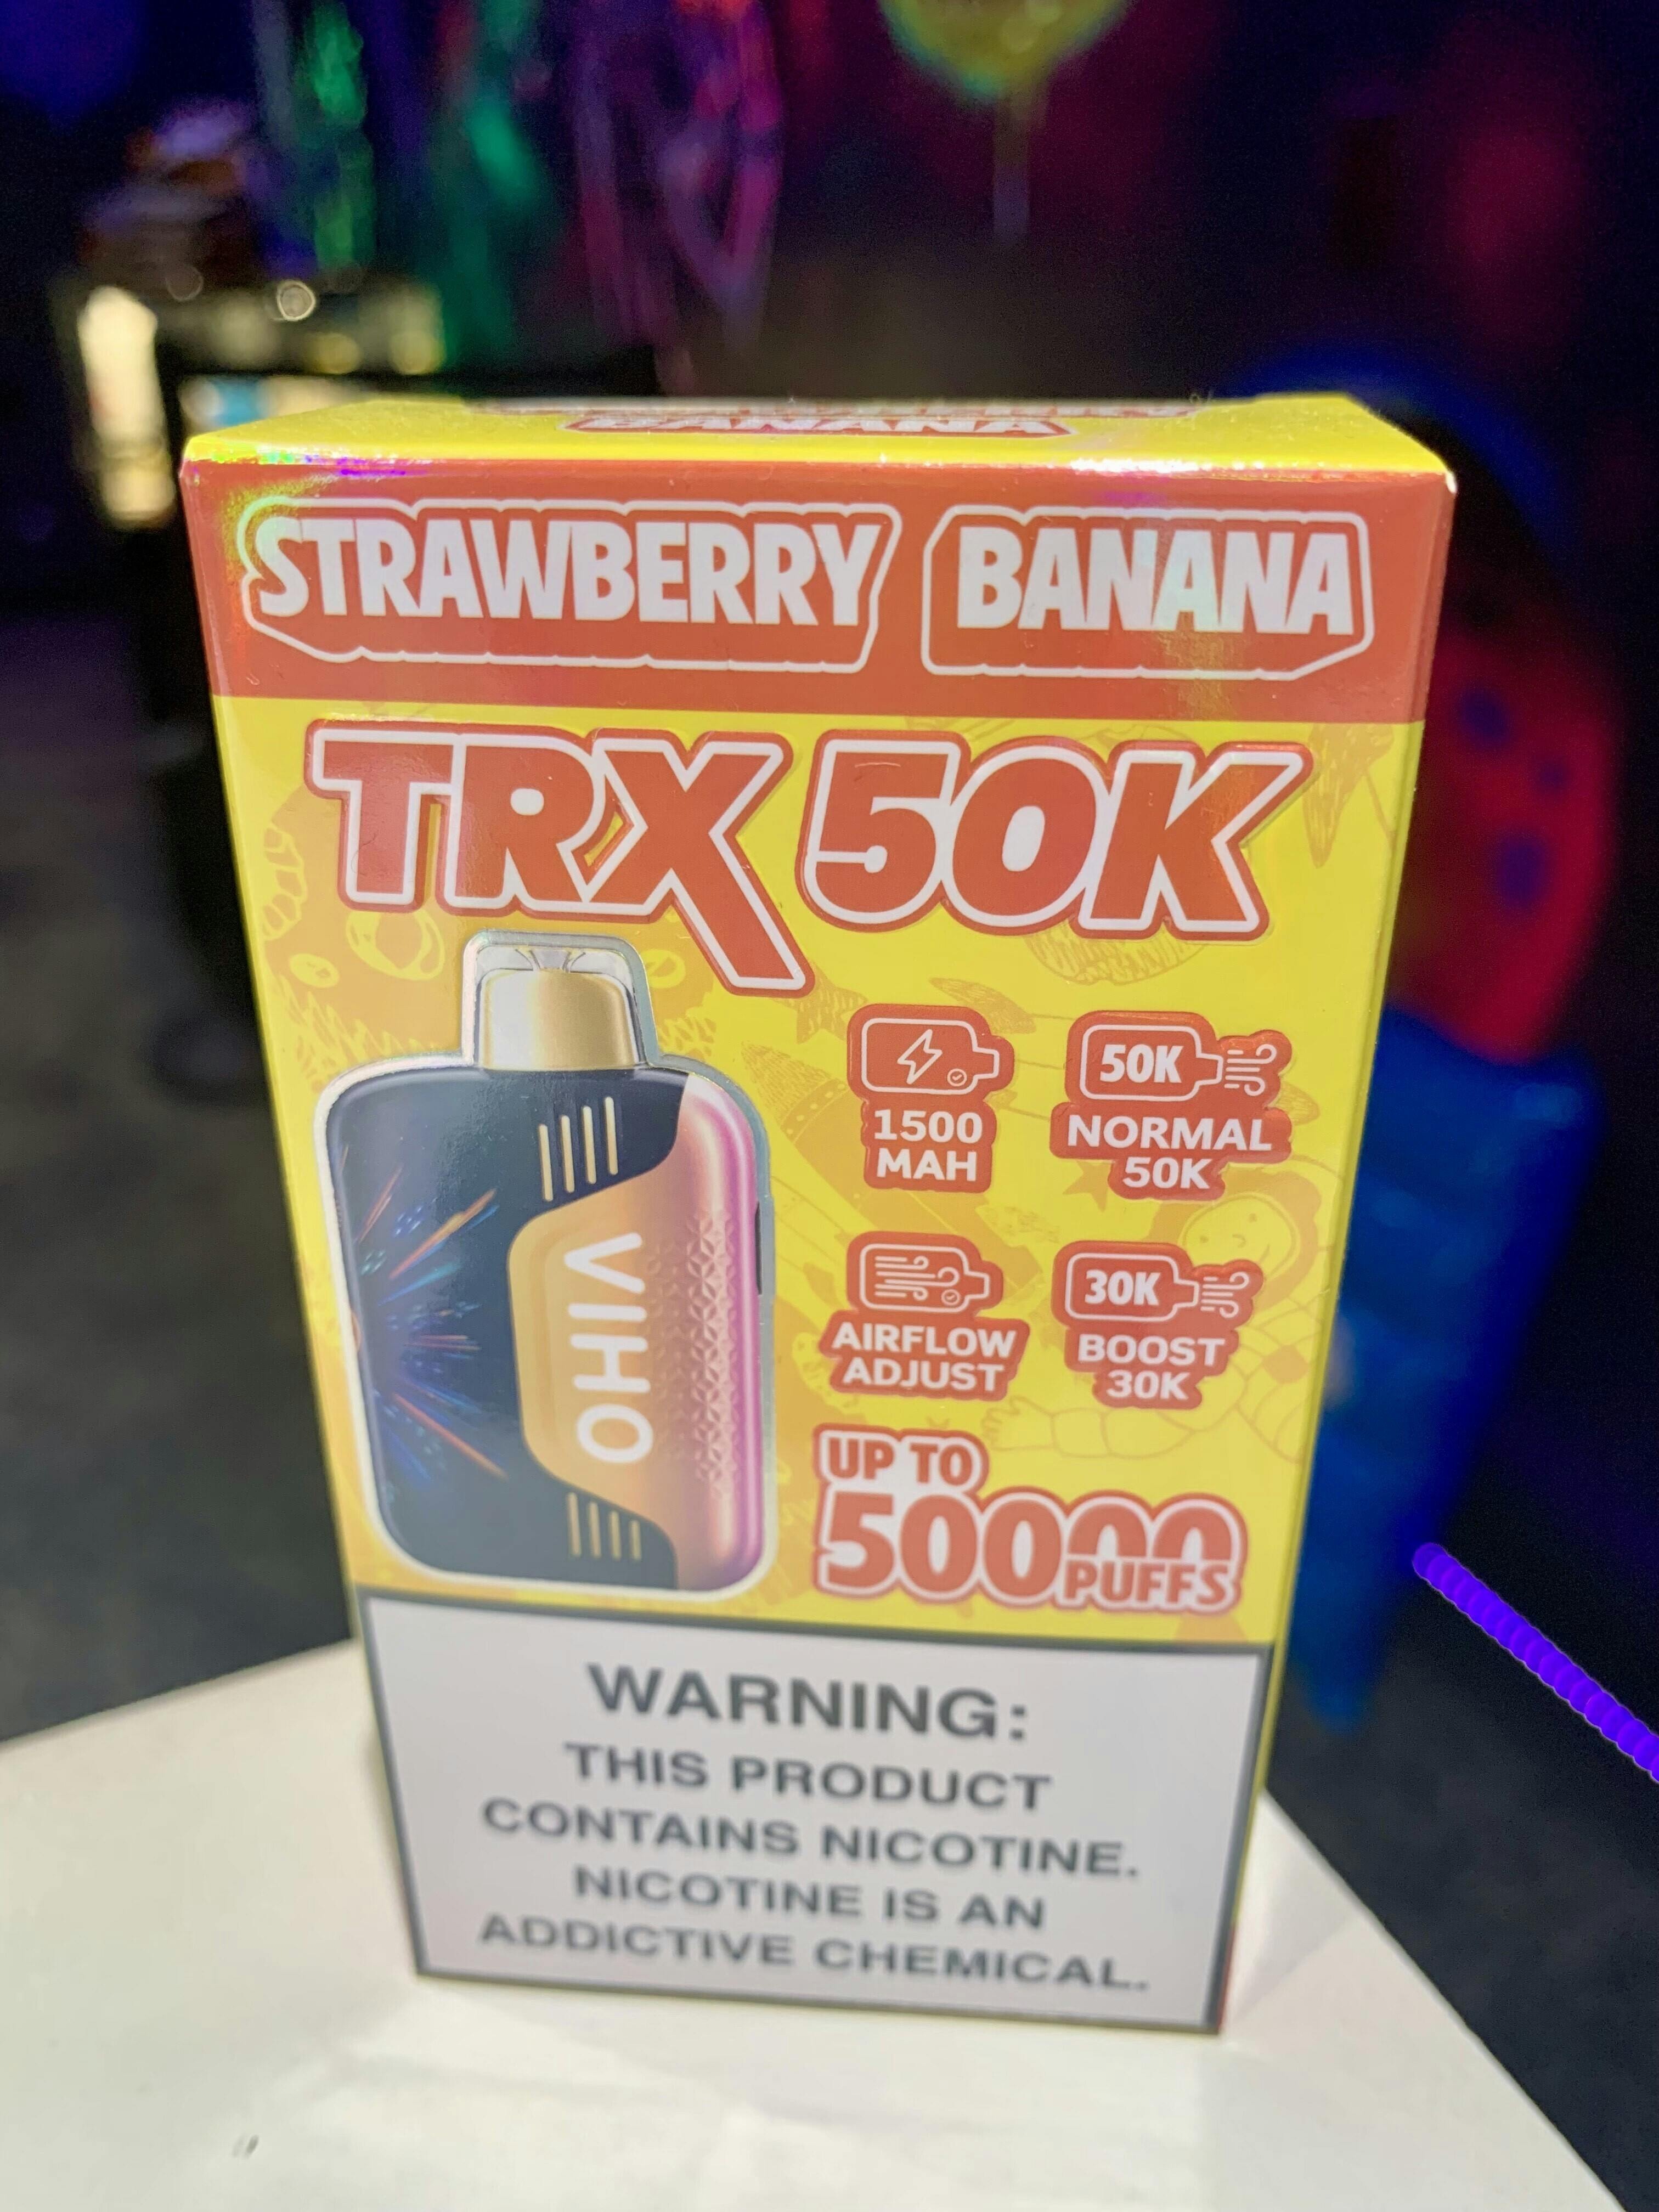 BANANA
STRAWBERRY BANANA
TRX 50K
1500
MAH
50K
NORMAL
50K
VIHO
AIRFLOW
ADJUST
30K
BOOST
30K
UP TO
50000
PUFFS
WARNING:
THIS PRODUCT
CONTAINS NICOTINE.
NICOTINE IS AN
ADDICTIVE CHEMICAL.